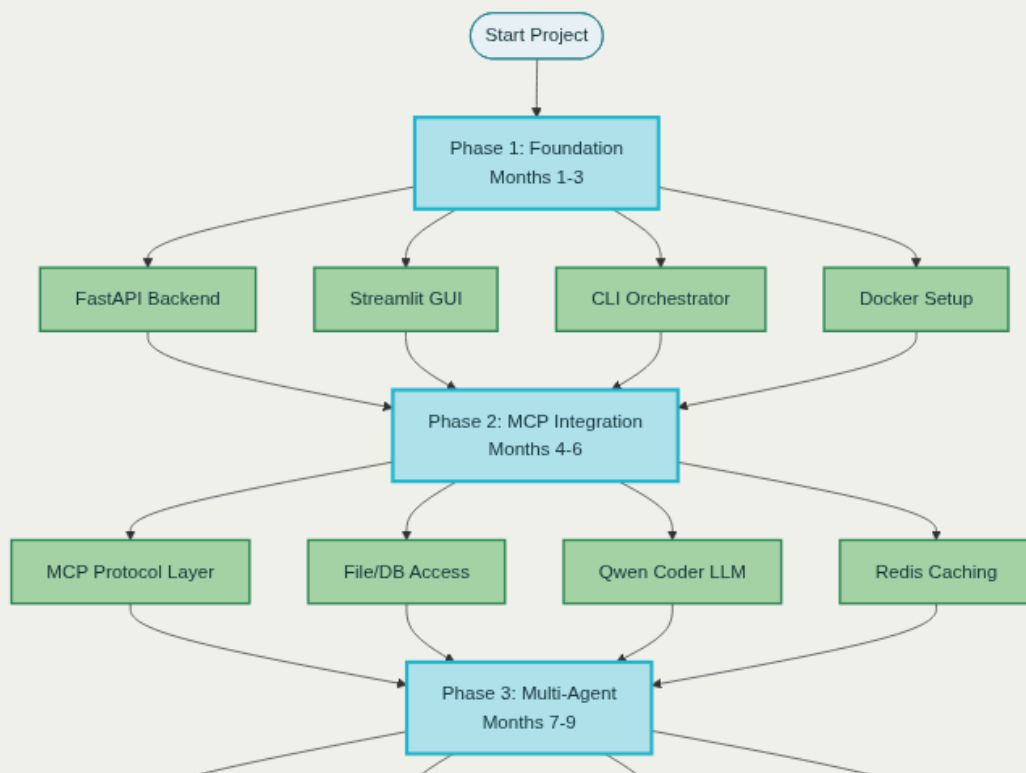 Start Project
Phase 1: Foundation
Months 1-3
FastAPI Backend
Streamlit GUI
CLI Orchestrator
Docker Setup
Phase 2: MCP Integration
Months 4-6
MCP Protocol Layer
File/DB Access
Qwen Coder LLM
Redis Caching
Phase 3: Multi-Agent
Months 7-9